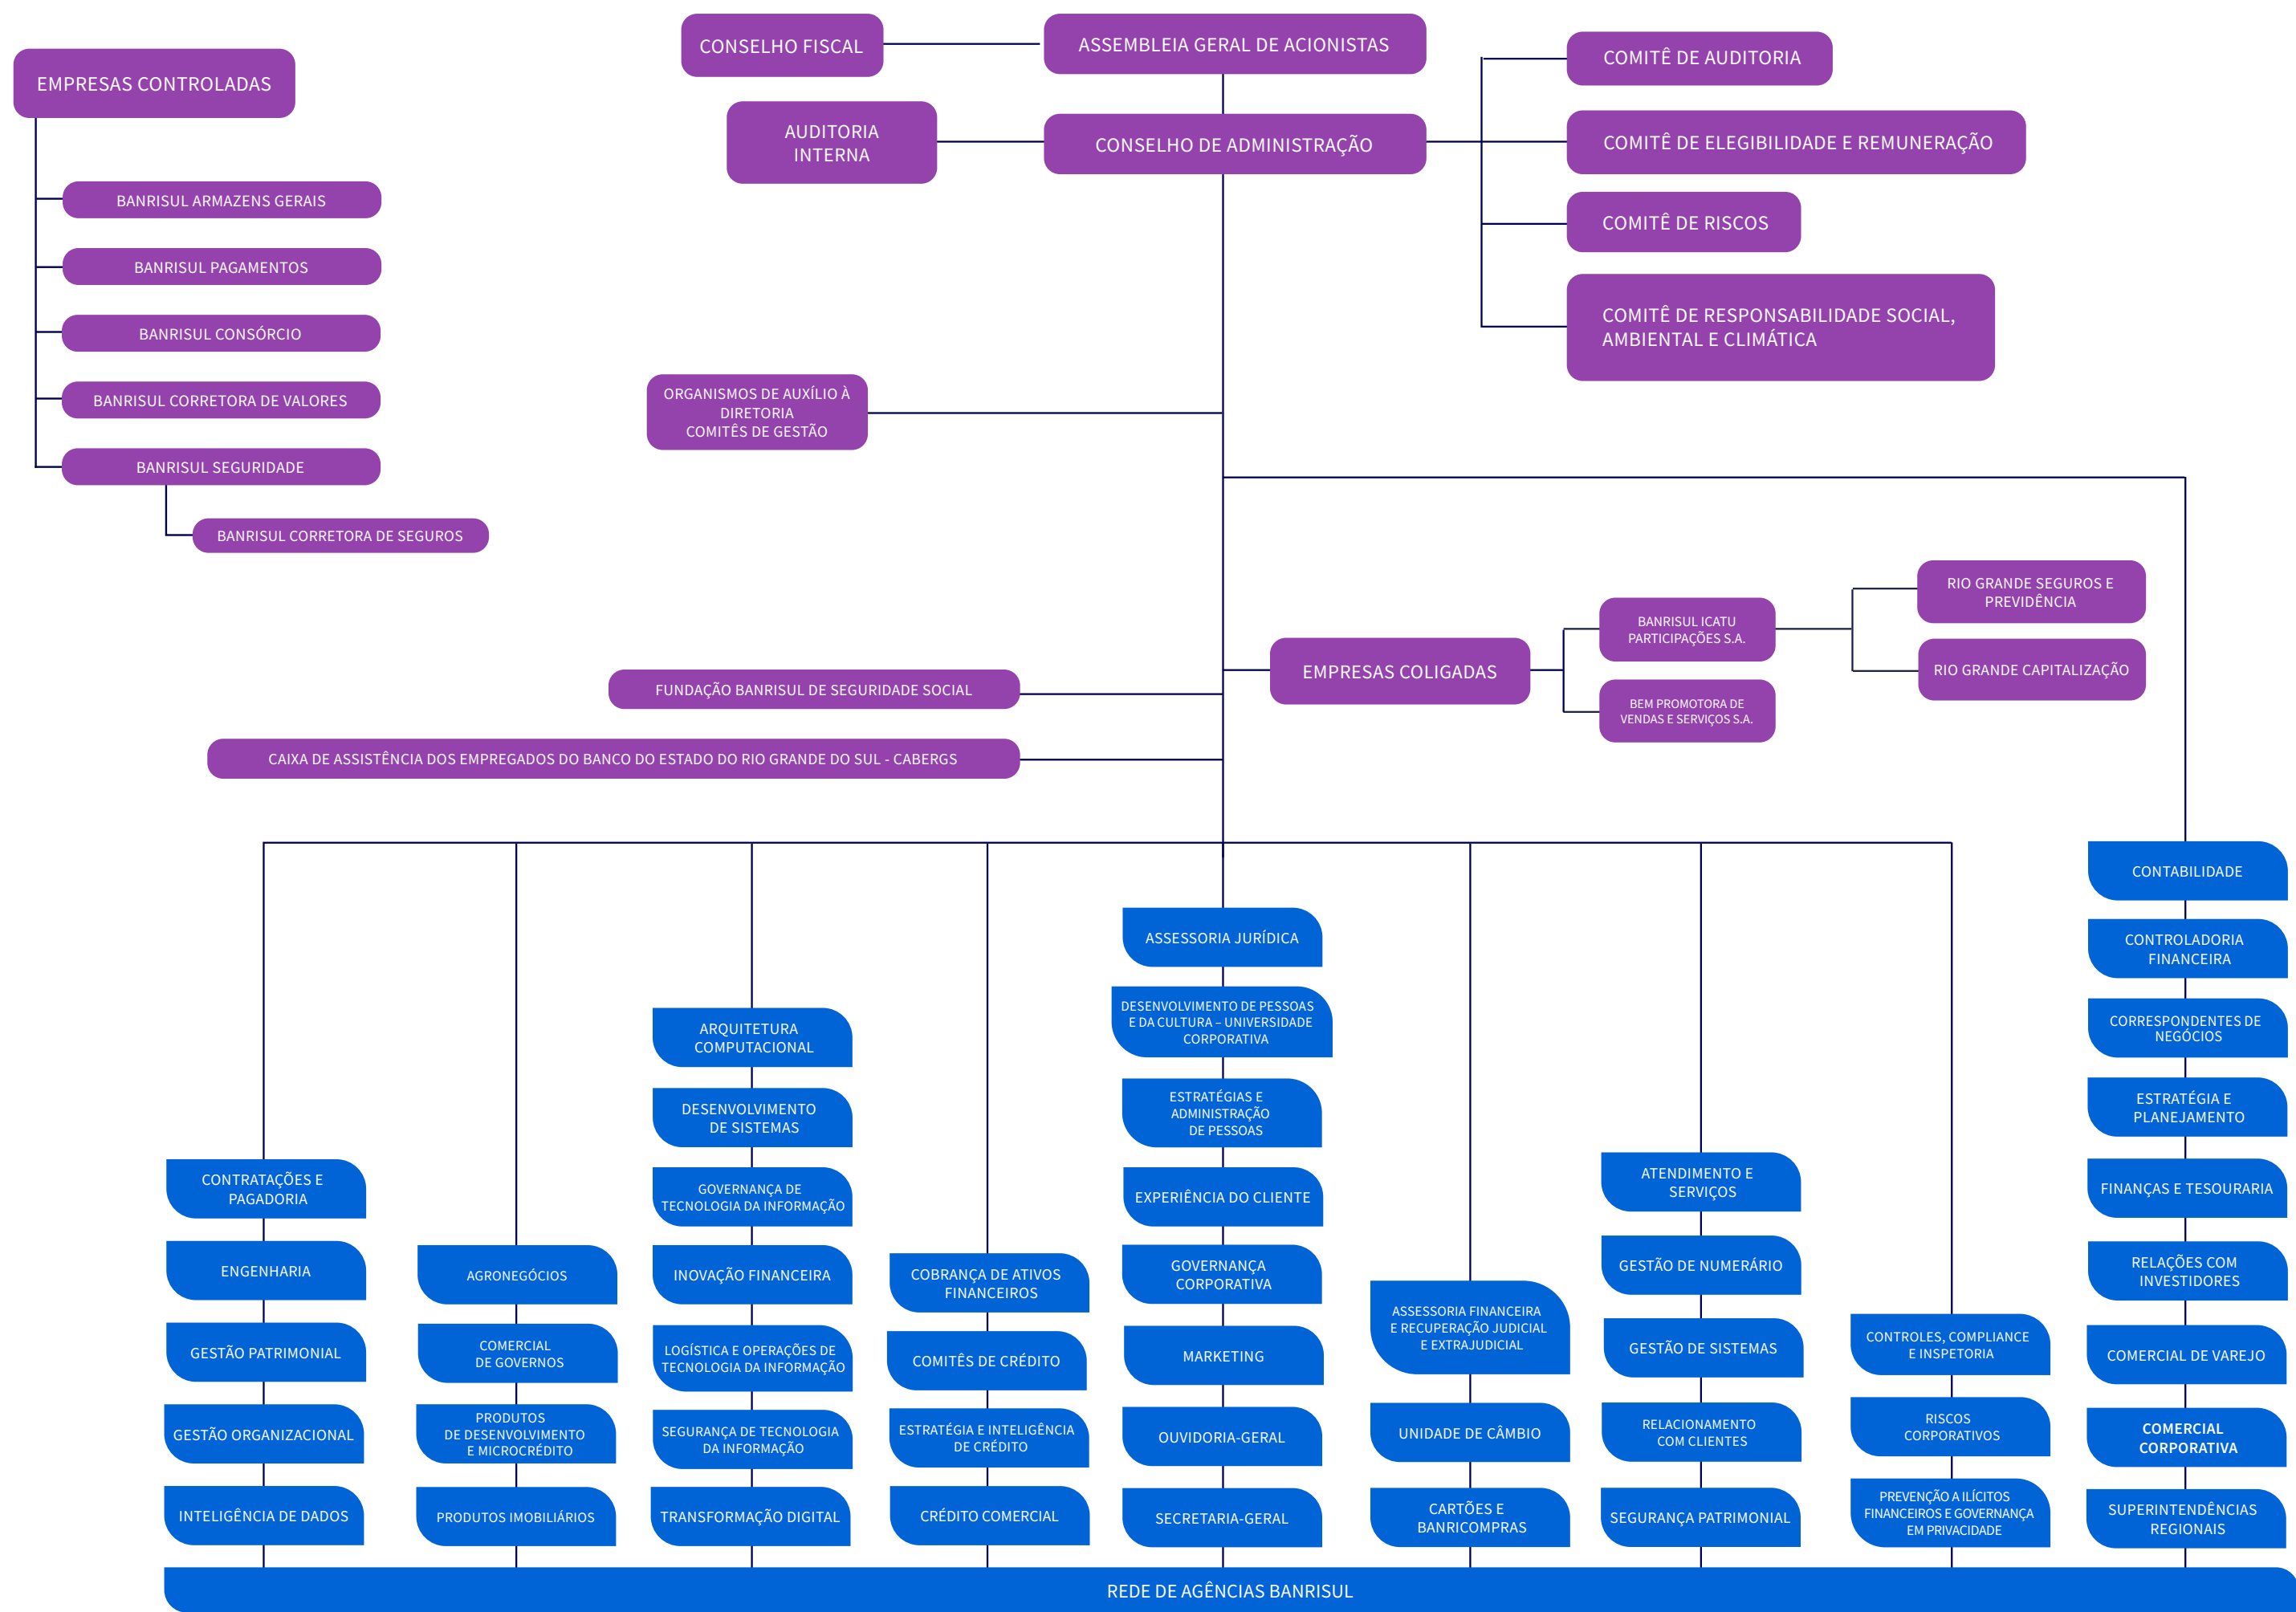 CONSELHO FISCAL
ASSEMBLEIA GERAL DE ACIONISTAS
COMITÊ DE AUDITORIA
EMPRESAS CONTROLADAS
AUDITORIA
INTERNA
CONSELHO DE ADMINISTRAÇÃO
COMITÊ DE ELEGIBILIDADE E REMUNERAÇÃO
COMITÊ DE RISCOS
COMITÊ DE RESPONSABILIDADE SOCIAL,
AMBIENTAL E CLIMÁTICA
BANRISUL ARMAZENS GERAIS
BANRISUL PAGAMENTOS
BANRISUL CONSÓRCIO
BANRISUL CORRETORA DE VALORES
BANRISUL SEGURIDADE
BANRISUL CORRETORA DE SEGUROS
ORGANISMOS DE AUXÍLIO À
DIRETORIA
COMITÊS DE GESTÃO
EMPRESAS COLIGADAS
BANRISUL ICATU
PARTICIPAÇÕES S.A.
BEM PROMOTORA DE
VENDAS E SERVIÇOS S.A.
RIO GRANDE SEGUROS E
PREVIDÊNCIA
RIO GRANDE CAPITALIZAÇÃO
FUNDAÇÃO BANRISUL DE SEGURIDADE SOCIAL
CAIXA DE ASSISTÊNCIA DOS EMPREGADOS DO BANCO DO ESTADO DO RIO GRANDE DO SUL - CABERGS
CONTRATAÇÕES E
PAGADORIA
ENGENHARIA
GESTÃO PATRIMONIAL
GESTÃO ORGANIZACIONAL
INTELIGÊNCIA DE DADOS
AGRONEGÓCIOS
COMERCIAL
DE GOVERNOS
PRODUTOS
DE DESENVOLVIMENTO
E MICROCRÉDITO
PRODUTOS IMOBILIÁRIOS
ARQUITETURA
COMPUTACIONAL
DESENVOLVIMENTO
DE SISTEMAS
GOVERNANÇA DE
TECNOLOGIA DA INFORMAÇÃO
INOVAÇÃO FINANCEIRA
LOGÍSTICA E OPERAÇÕES DE
TECNOLOGIA DA INFORMAÇÃO
SEGURANÇA DE TECNOLOGIA
DA INFORMAÇÃO
TRANSFORMAÇÃO DIGITAL
COBRANÇA DE ATIVOS
FINANCEIROS
COMITÊS DE CRÉDITO
ESTRATÉGIA E INTELIGÊNCIA
DE CRÉDITO
CRÉDITO COMERCIAL
ASSESSORIA JURÍDICA
DESENVOLVIMENTO DE PESSOAS
E DA CULTURA – UNIVERSIDADE
CORPORATIVA
ESTRATÉGIAS E
ADMINISTRAÇÃO
DE PESSOAS
EXPERIÊNCIA DO CLIENTE
GOVERNANÇA
CORPORATIVA
MARKETING
OUVIDORIA-GERAL
SECRETARIA-GERAL
ASSESSORIA FINANCEIRA
E RECUPERAÇÃO JUDICIAL
E EXTRAJUDICIAL
UNIDADE DE CÂMBIO
CARTÕES E
BANRICOMPRAS
ATENDIMENTO E
SERVIÇOS
GESTÃO DE NUMERÁRIO
GESTÃO DE SISTEMAS
RELACIONAMENTO
COM CLIENTES
SEGURANÇA PATRIMONIAL
CONTROLES, COMPLIANCE
E INSPETORIA
RISCOS
CORPORATIVOS
PREVENÇÃO A ILÍCITOS
FINANCEIROS E GOVERNANÇA
EM PRIVACIDADE
CONTABILIDADE
CONTROLADORIA
FINANCEIRA
CORRESPONDENTES DE
NEGÓCIOS
ESTRATÉGIA E
PLANEJAMENTO
FINANÇAS E TESOURARIA
RELAÇÕES COM
INVESTIDORES
COMERCIAL DE VAREJO
COMERCIAL
CORPORATIVA
SUPERINTENDÊNCIAS
REGIONAIS
REDE DE AGÊNCIAS BANRISUL